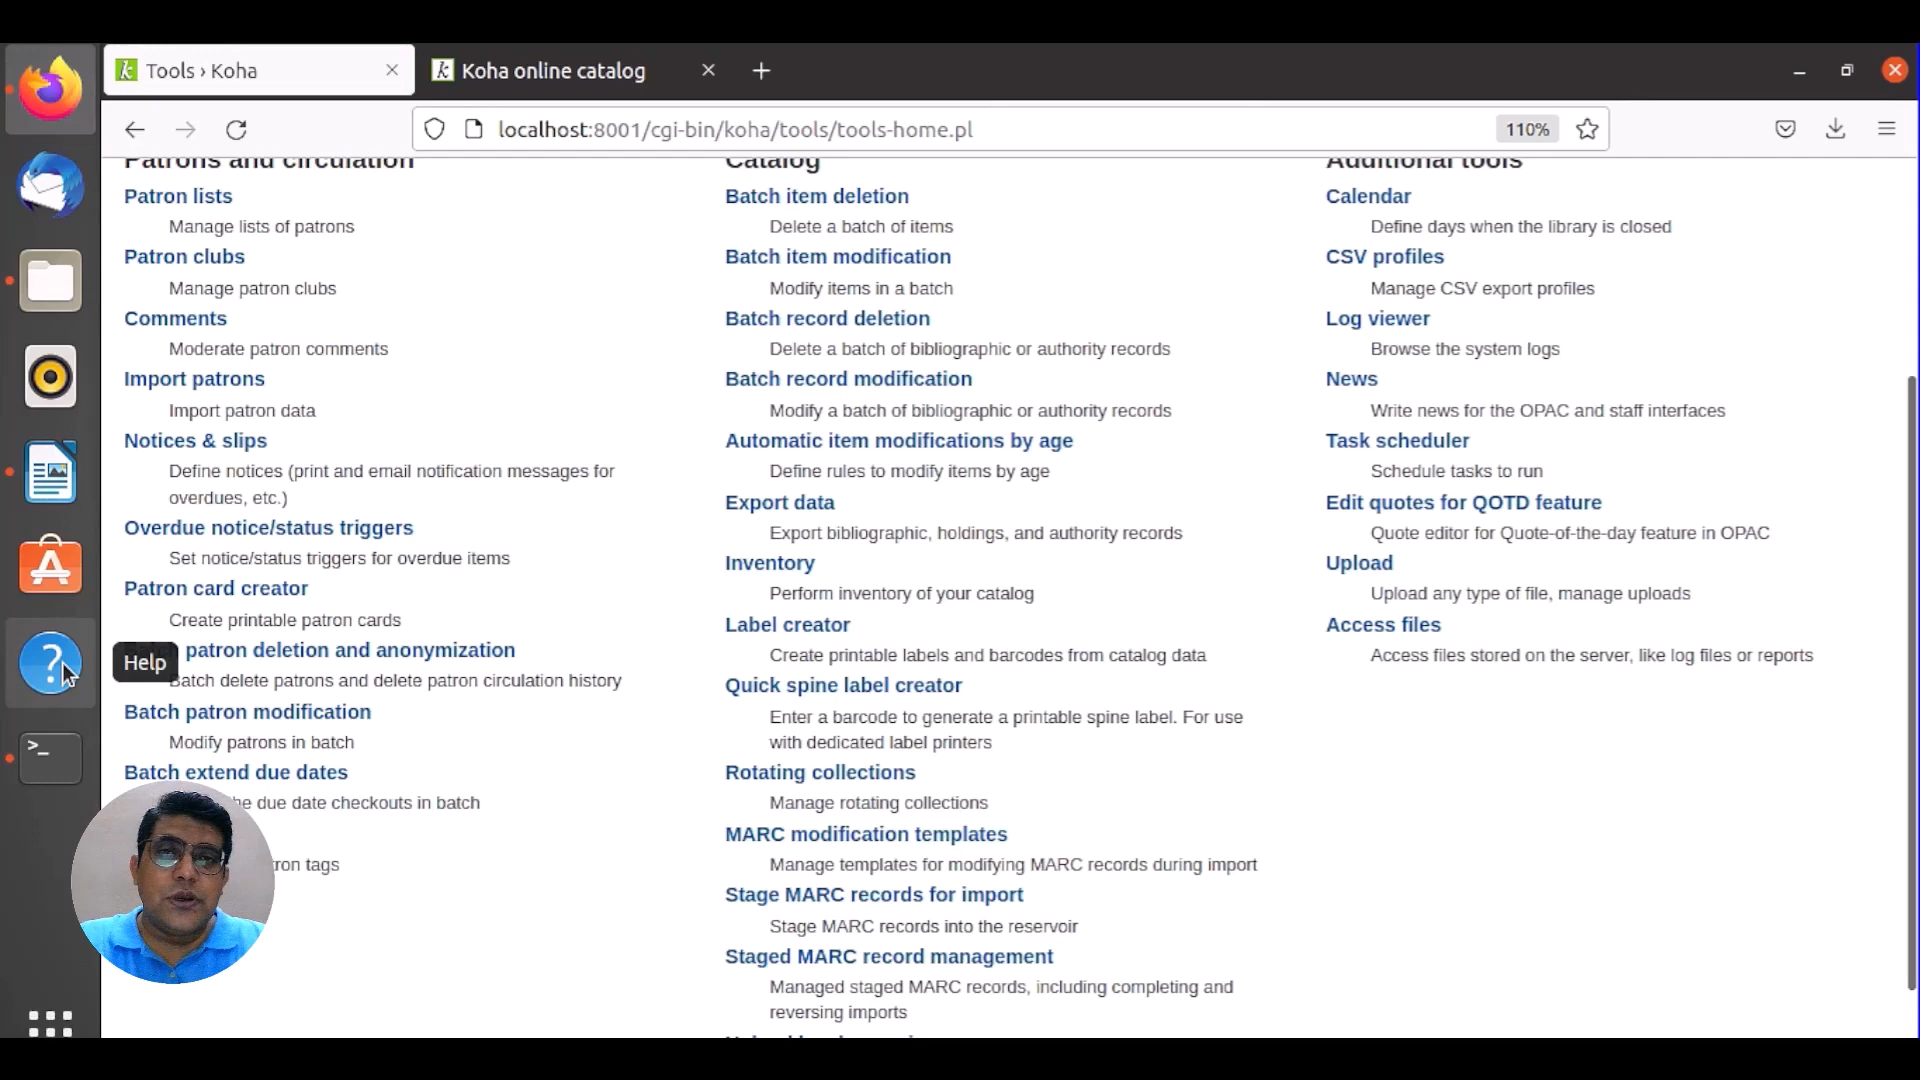 Tools › Koha
Koha online catalog
localhost:8001/cgi-bin/koha/tools/tools-home.pl
110%
Patrons and circulation
Patron lists
Manage lists of patrons
Patron clubs
Manage patron clubs
Comments
Moderate patron comments
Import patrons
Import patron data
Notices & slips
Define notices (print and email notification messages for
overdues, etc.)
Overdue notice/status triggers
Set notice/status triggers for overdue items
Patron card creator
Create printable patron cards
Help
patron deletion and anonymization
Batch delete patrons and delete patron circulation history
Batch patron modification
Modify patrons in batch
Batch extend due dates
due date checkouts in batch
tags
Catalog
Batch item deletion
Delete a batch of items
Batch item modification
Modify items in a batch
Batch record deletion
Delete a batch of bibliographic or authority records
Batch record modification
Modify a batch of bibliographic or authority records
Automatic item modifications by age
Define rules to modify items by age
Export data
Export bibliographic, holdings, and authority records
Inventory
Perform inventory of your catalog
Label creator
Create printable labels and barcodes from catalog data
Quick spine label creator
Enter a barcode to generate a printable spine label. For use
with dedicated label printers
Rotating collections
Manage rotating collections
MARC modification templates
Manage templates for modifying MARC records during import
Stage MARC records for import
Stage MARC records into the reservoir
Staged MARC record management
Managed staged MARC records, including completing and
reversing imports
Additional tools
Calendar
Define days when the library is closed
CSV profiles
Manage CSV export profiles
Log viewer
Browse the system logs
News
Write news for the OPAC and staff interfaces
Task scheduler
Schedule tasks to run
Edit quotes for QOTD feature
Quote editor for Quote-of-the-day feature in OPAC
Upload
Upload any type of file, manage uploads
Access files
Access files stored on the server, like log files or reports